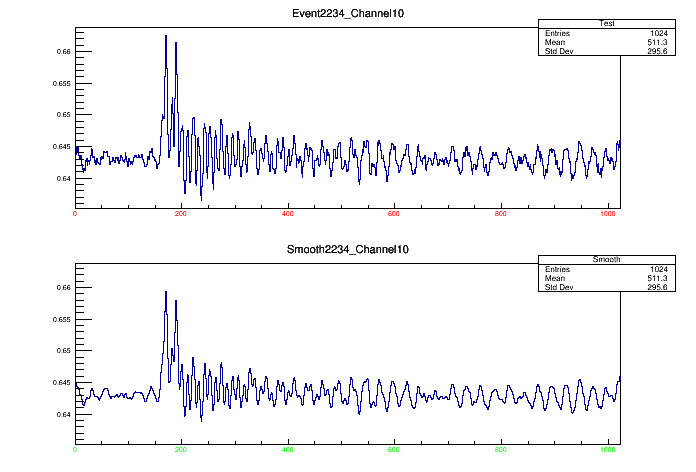 Event2234_Channel10
Test
Entries 1024
Mean 511.3
Std Dev 295.6
0.66
0.655
0.65
0.645
0.64
0 200 400 600 800 1000
Smooth2234_Channel10
Smooth
Entries 1024
Mean 511.3
Std Dev 295.6
0.66
0.655
0.65
0.645
0.64
0 200 400 600 800 1000